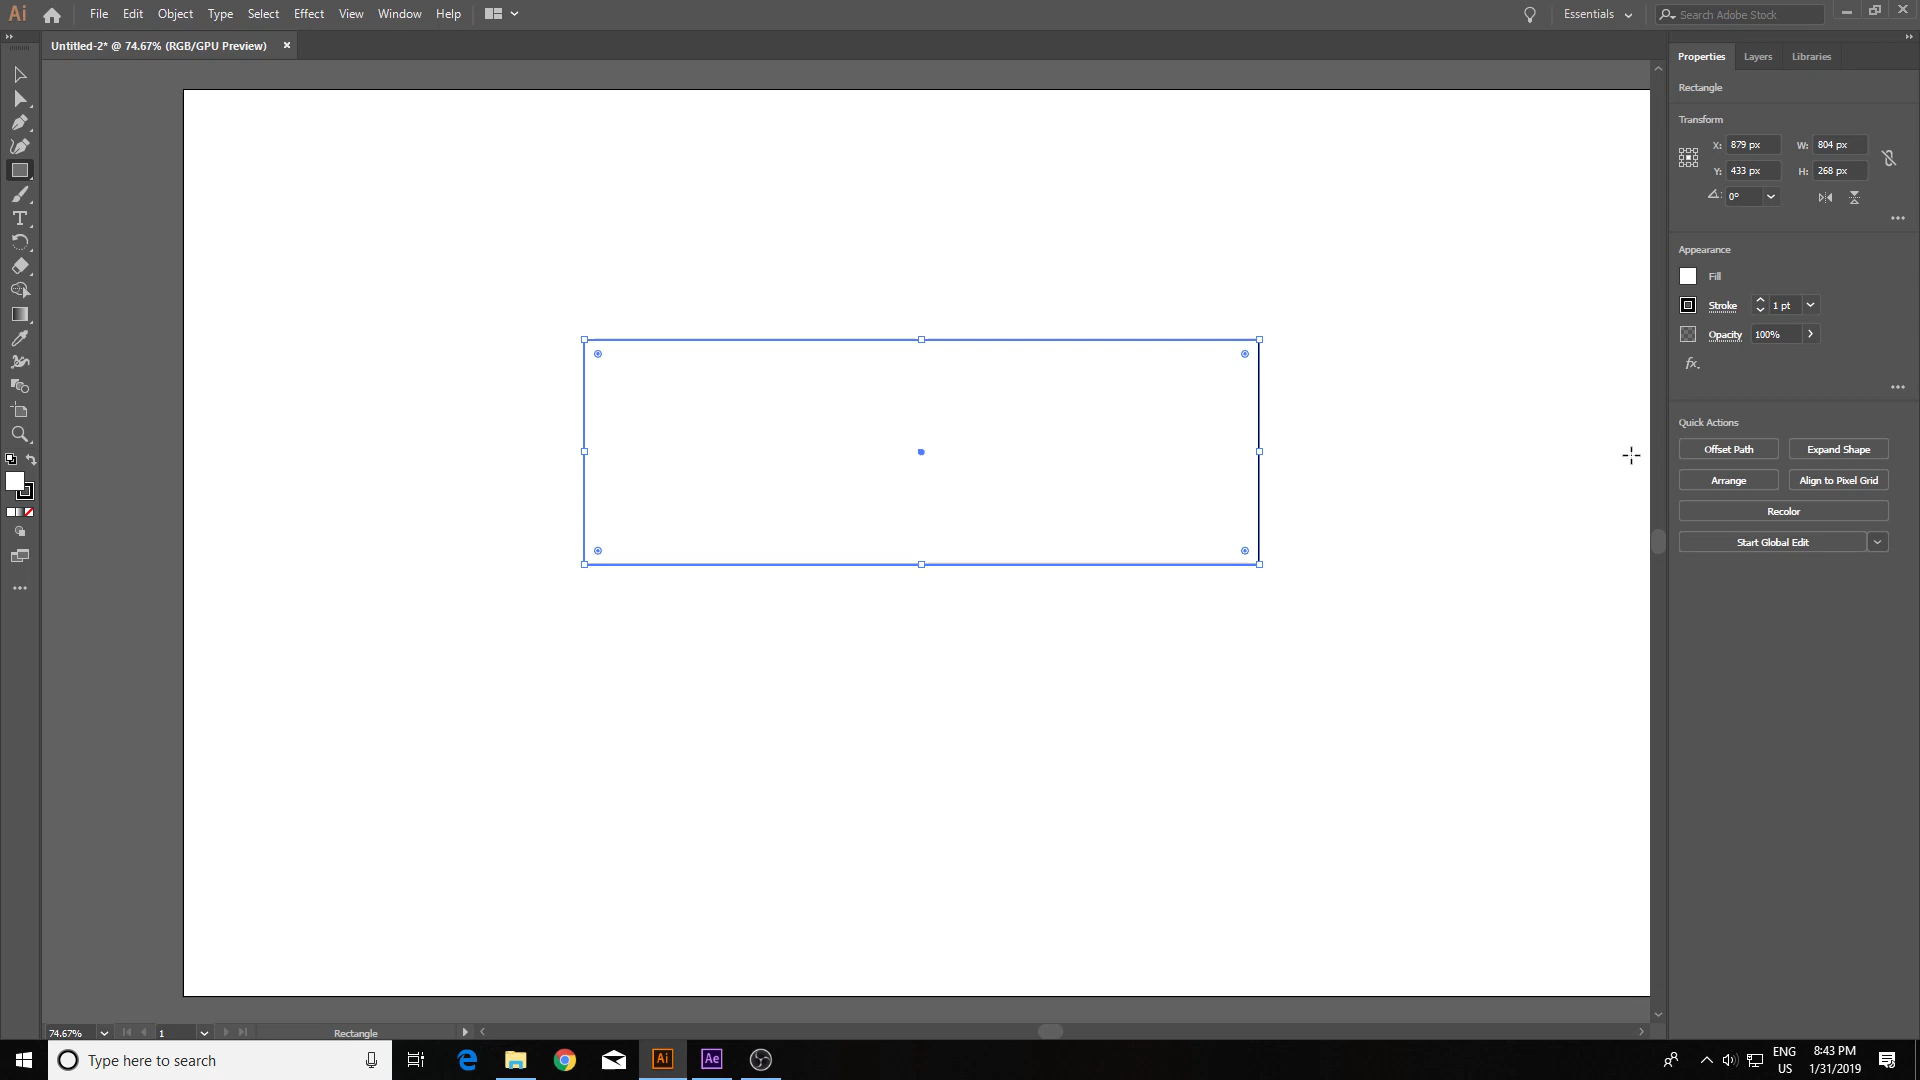 Ai File Edit Object Type Select Effect View Window Help Essentials Search Adobe Stock
Untitled-2* @ 74.67% (RGB/GPU Preview) ×
Properties Layers Libraries
Rectangle
Transform
X: 879 px W: 804 px
Y: 433 px H: 268 px
0°
Appearance
Fill
Stroke 1 pt
Opacity 100%
fx.
Quick Actions
Offset Path Expand Shape
Arrange Align to Pixel Grid
Recolor
Start Global Edit
74.67% 1 Rectangle
Type here to search Ai Ae
ENG
US
8:43 PM
1/31/2019